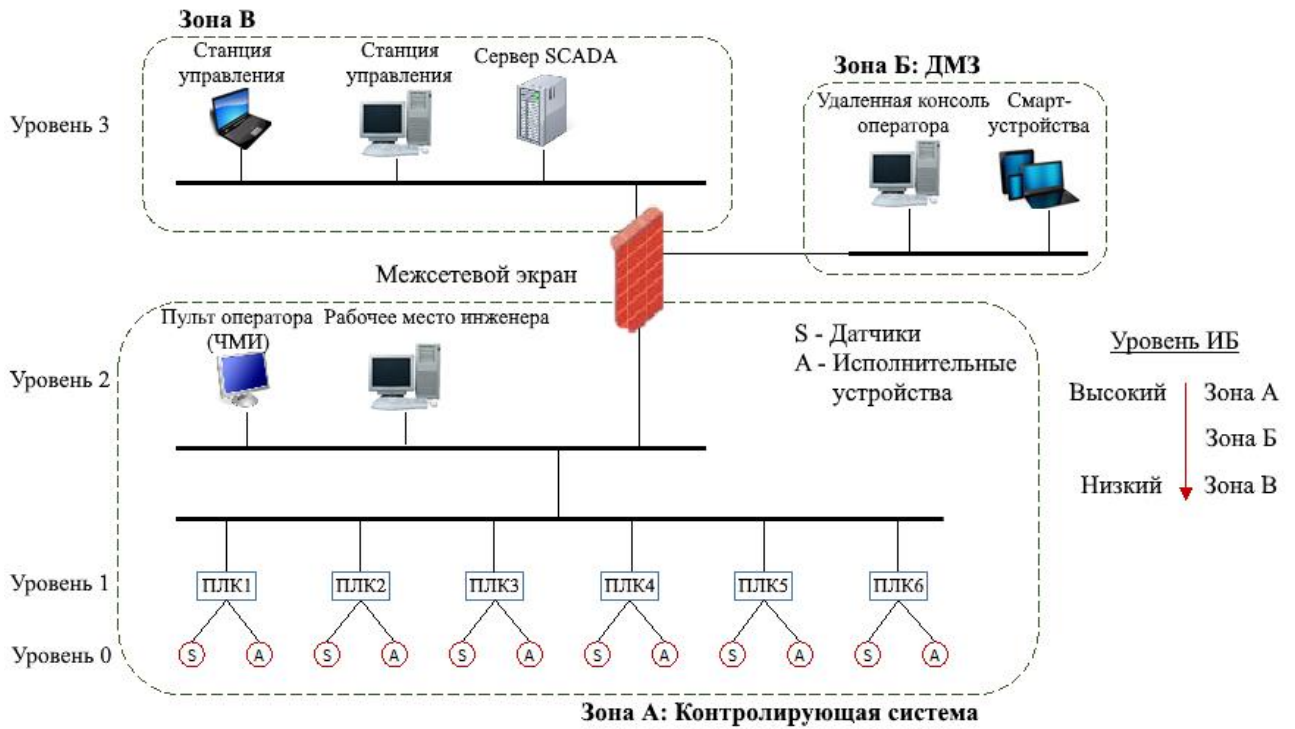 Зона В
Станция
управления
Станция
управления
Сервер SCADA
Зона Б: ДМЗ
Удаленная консоль
оператора
Смарт-
устройства
Уровень 3
Межсетевой экран
Пульт оператора
(ЧМИ)
Рабочее место инженера
S - Датчики
A - Исполнительные
устройства
Уровень ИБ
Уровень 2
Высокий
Зона А
Зона Б
Низкий
Зона В
Уровень 1
ПЛК1
ПЛК2
ПЛК3
ПЛК4
ПЛК5
ПЛК6
Уровень 0
S
A
S
A
S
A
S
A
S
A
S
A
Зона А: Контролирующая система